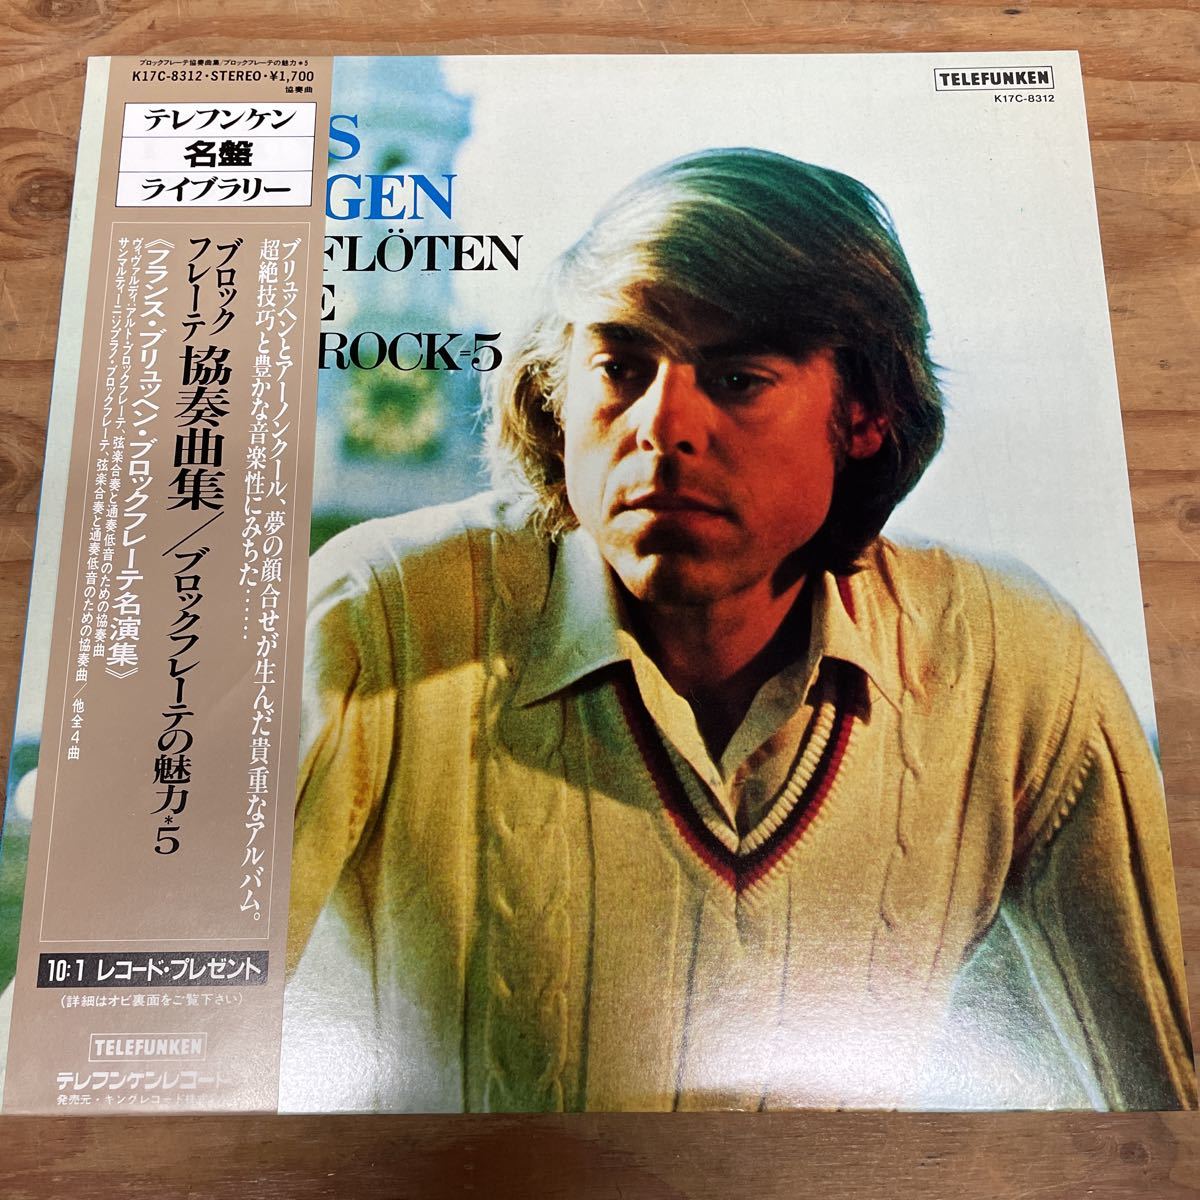 ブロックフレーテ協奏曲集/ブロックフレーテの魅力*5
K17C-8312・STEREO・¥1,700
協奏曲
テレフンケン
名盤
ライブラリー
ブリュッヘンとアーノンクール、夢の顔合せが生んだ貴重なアルバム。
超絶技巧と豊かな音楽性にみちた……
ブロックフレーテ協奏曲集/ブロックフレーテの魅力*5
《フランス・ブリュッヘン・ブロックフレーテ名演集》
ヴィヴァルディ:アルト・ブロックフレーテ、弦楽合奏と通奏低音のための協奏曲
サンマルティーニ:ソプラノ・ブロックフレーテ、弦楽合奏と通奏低音のための協奏曲/他全4曲
10:1 レコード・プレゼント
(詳細はオビ裏面をご覧下さい)
TELEFUNKEN
テレフンケンレコード
発売元・キングレコード株式
S
GEN
FLÖTEN
E
ROCK=5
TELEFUNKEN
K17C-8312